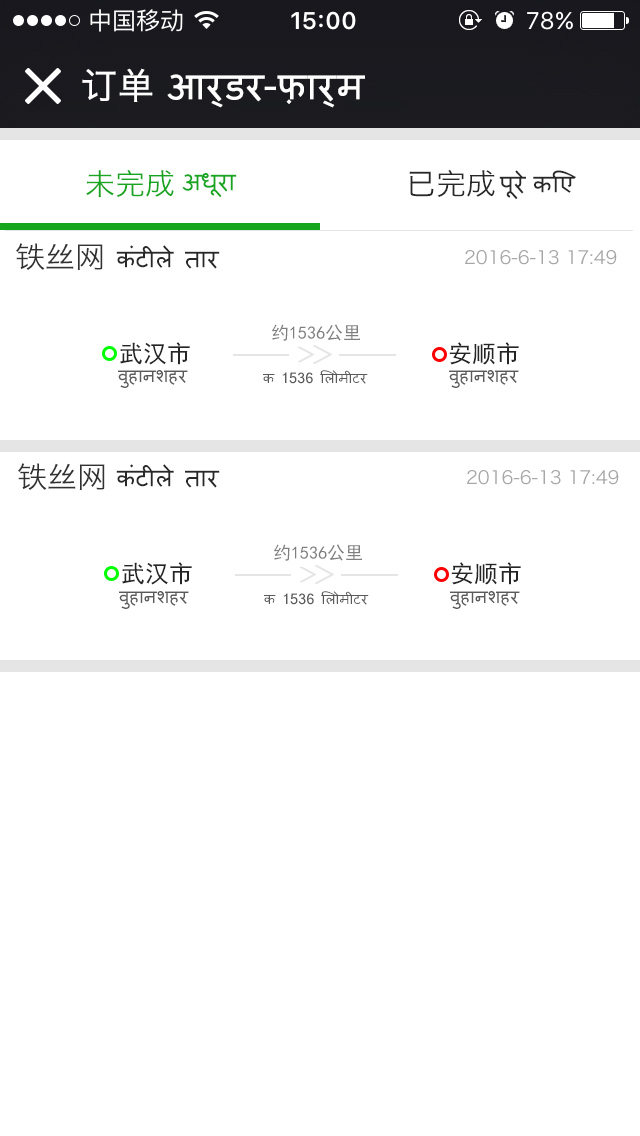 中国移动 15:00 78%
订单 आर्डर-फ़ार्म
未完成 अधूरा 已完成 पूरे किए
铁丝网 कंटीले तार 2016-6-13 17:49
约1536公里
武汉市 安顺市
वुहानशहर क 1536 लोिमीटर वुहानशहर
铁丝网 कंटीले तार 2016-6-13 17:49
约1536公里
武汉市 安顺市
वुहानशहर क 1536 लोिमीटर वुहानशहर